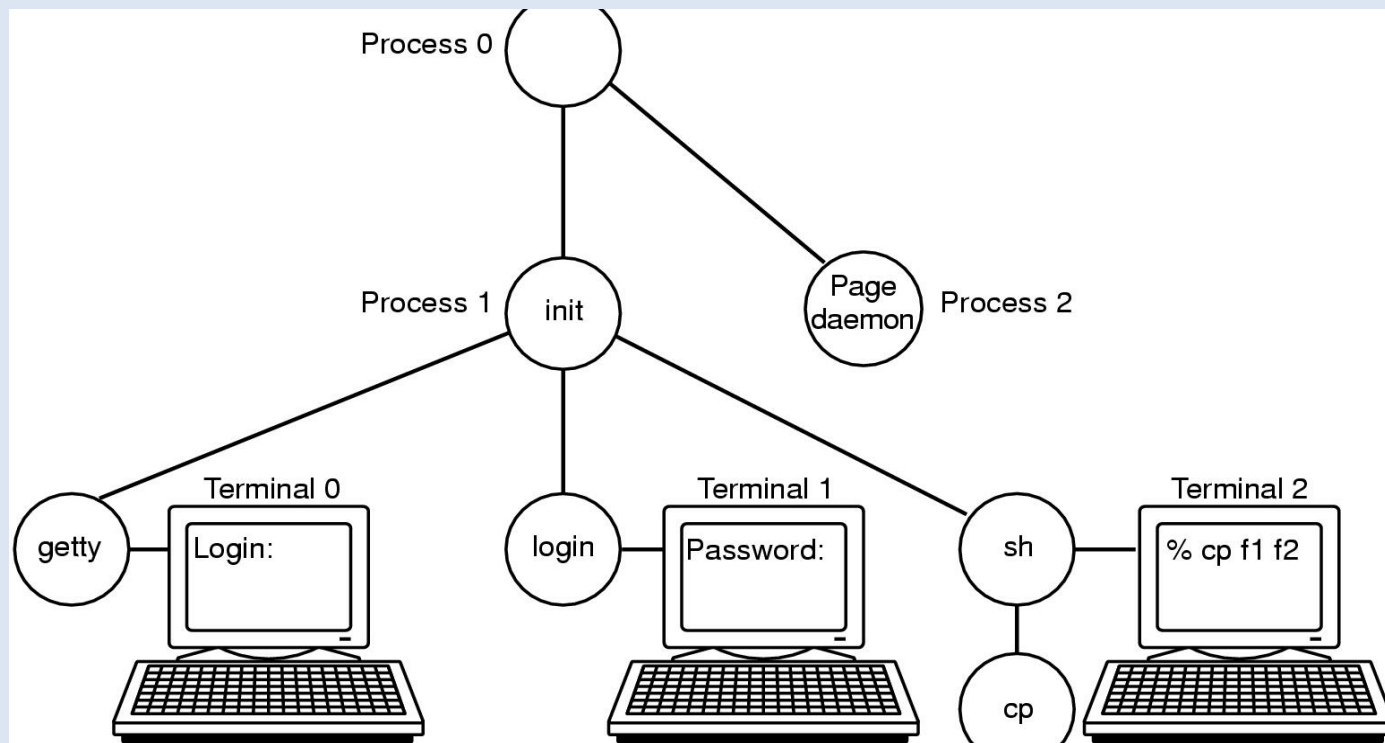 Process 0
Process 1
init
Page
daemon
Process 2
Terminal 0
Terminal 1
Terminal 2
getty
Login:
login
Password:
sh
% cp f1 f2
cp